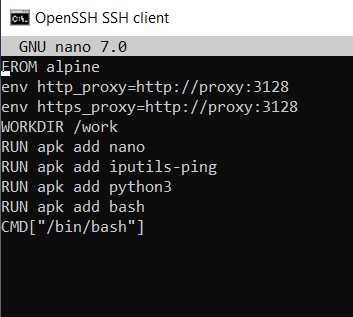 OpenSSH SSH client
GNU nano 7.0
FROM alpine
env http_proxy=http://proxy:3128
env https_proxy=http://proxy:3128
WORKDIR /work
RUN apk add nano
RUN apk add iputils-ping
RUN apk add python3
RUN apk add bash
CMD["/bin/bash"]